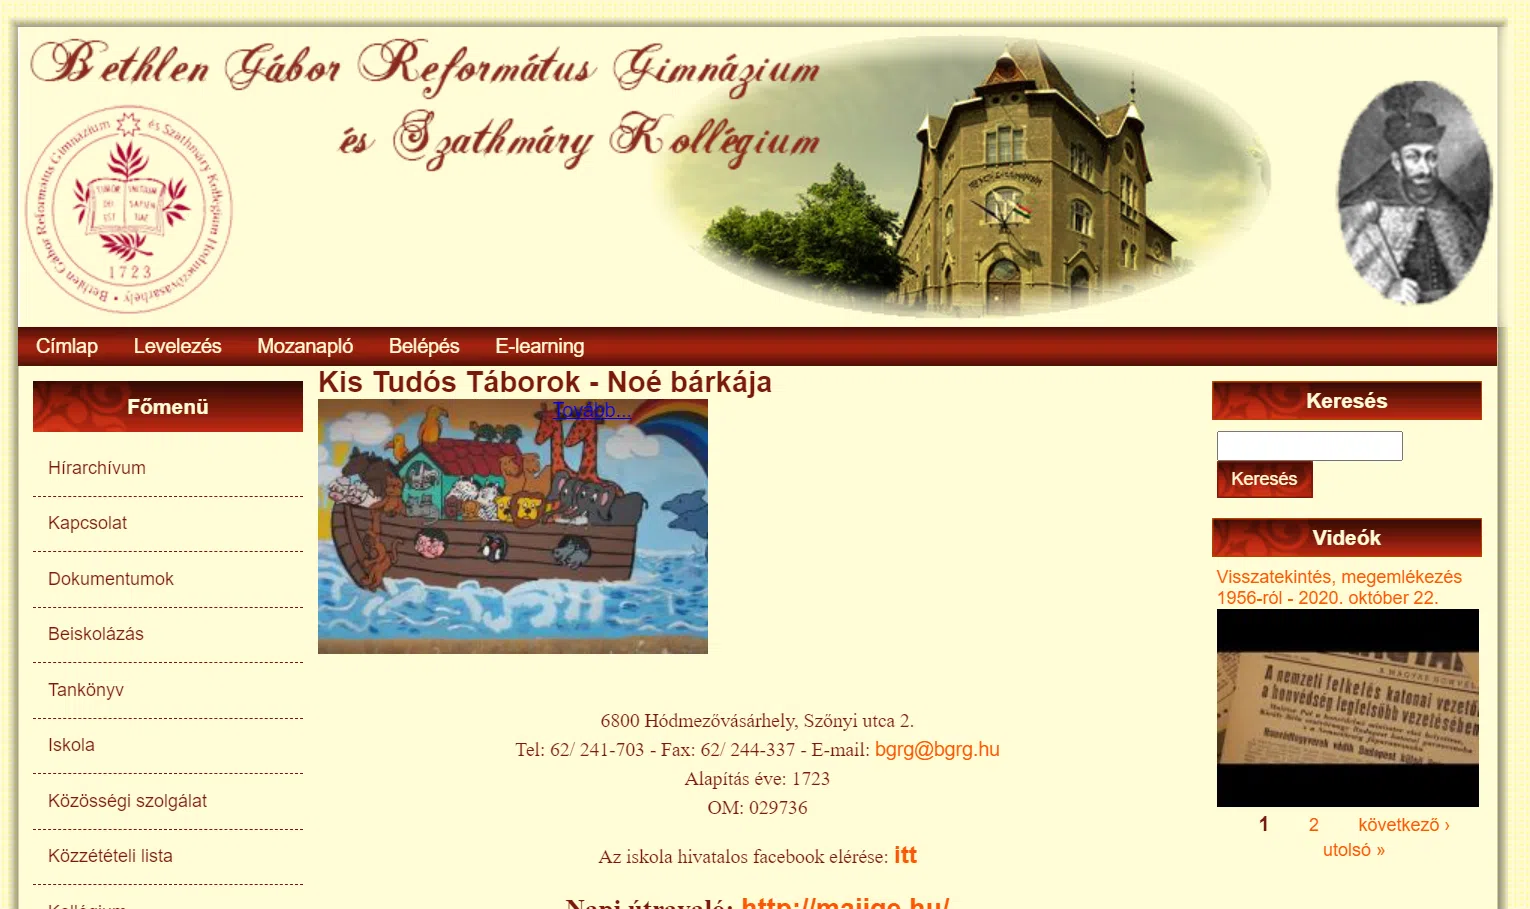 Bethlen Gábor Református Gimnázium
és Szathmáry Kollégium
Bethlen Gábor Református Gimnázium és Szathmáry Kollégium Hódmezővásárhely
1723
Címlap
Levelezés
Mozanapló
Belépés
E-learning
Főmenü
Hírarchívum
Kapcsolat
Dokumentumok
Beiskolázás
Tankönyv
Iskola
Közösségi szolgálat
Közzétételi lista
Kollégium
Kis Tudós Táborok - Noé bárkája
Tovább...
6800 Hódmezővásárhely, Szőnyi utca 2.
Tel: 62/ 241-703 - Fax: 62/ 244-337 - E-mail: bgrg@bgrg.hu
Alapítás éve: 1723
OM: 029736
Az iskola hivatalos facebook elérése: itt
Napi útravaló: http://maiige.hu/
Keresés
Keresés
Videók
Visszatekintés, megemlékezés
1956-ról - 2020. október 22.
A nemzeti felkelés katonai vezető
a honvédség legfelsőbb vezetésében
1 2 következő ›
utolsó »